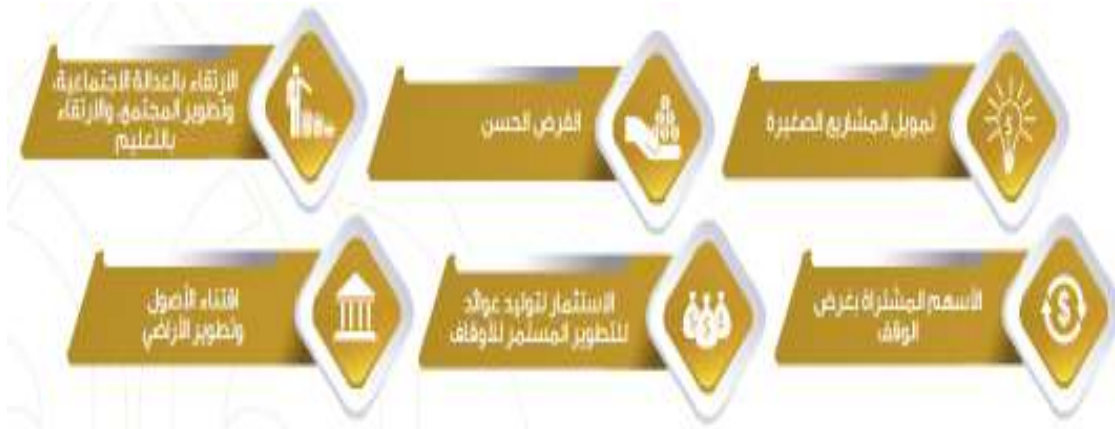 تمويل المشاريع الصغيرة
القرض الحسن
الارتقاء بالعدالة الاجتماعية،
وتطوير المجتمع، والارتقاء
بالتعليم
الأسهم المشتراة بغرض
الوقف
الاستثمار لتوليد عوائد
للتطوير المستمر للأوقاف
اقتناء الأصول
وتطوير الأراضي